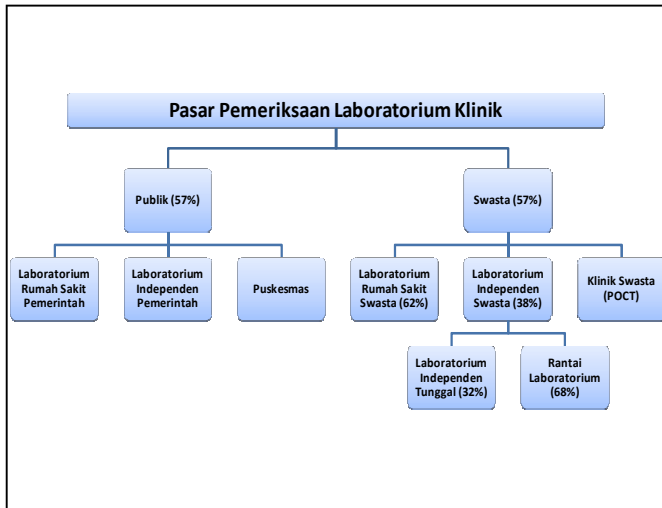 Pasar Pemeriksaan Laboratorium Klinik
Publik (57%)
Swasta (57%)
Laboratorium
Rumah Sakit
Pemerintah
Laboratorium
Independen
Pemerintah
Puskesmas
Laboratorium
Rumah Sakit
Swasta (62%)
Laboratorium
Independen
Swasta (38%)
Klinik Swasta
(POCT)
Laboratorium
Independen
Tunggal (32%)
Rantai
Laboratorium
(68%)